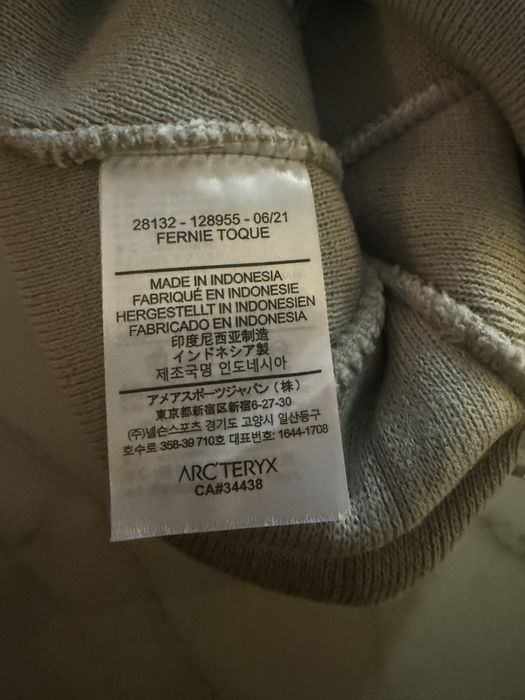 28132 - 128955 - 06/21
FERNIE TOQUE
MADE IN INDONESIA
FABRIQUÉ EN INDONESIE
HERGESTELLT IN INDONESIEN
FABRICADO EN INDONESIA
印度尼西亚制造
インドネシア製
제조국명 인도네시아
アメアスポーツジャパン（株）
東京都新宿区新宿6-27-30
(주)넬슨스포츠 경기도 고양시 일산동구
호수로 358-39 710호 대표번호: 1644-1708
ARC'TERYX
CA#34438